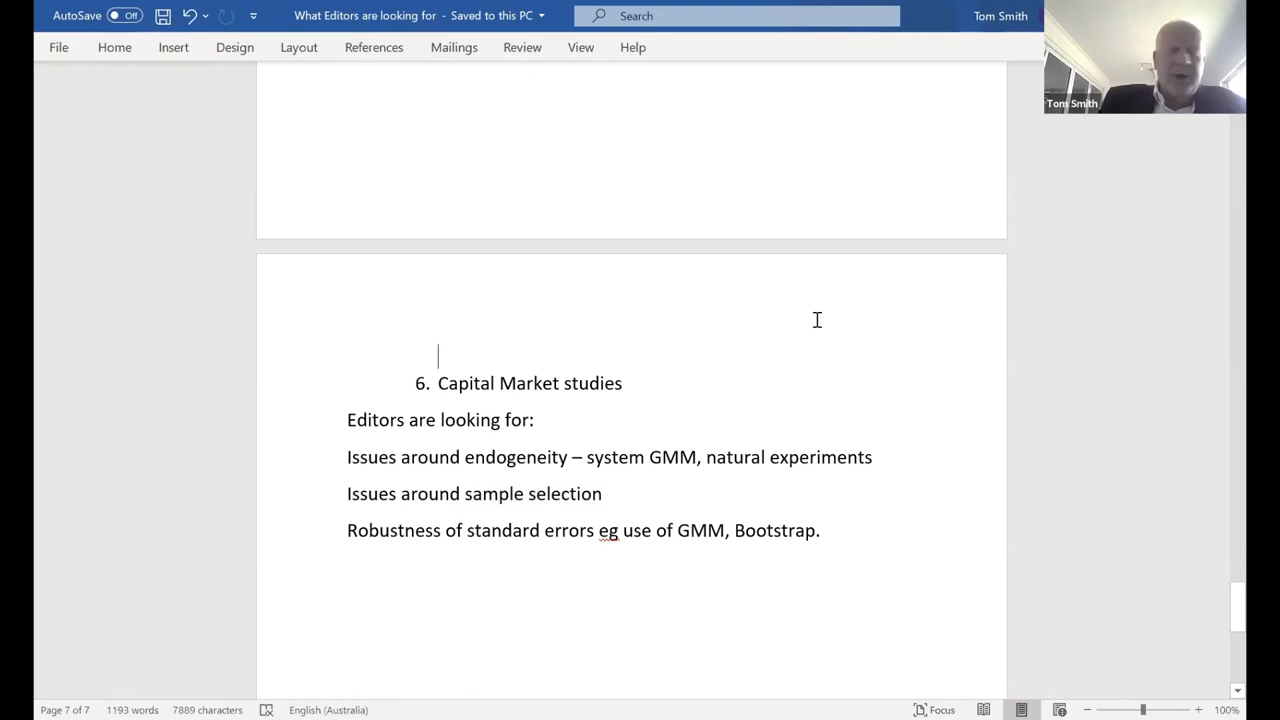 AutoSave Off What Editors are looking for - Saved to this PC Search Tom Smith
File Home Insert Design Layout References Mailings Review View Help
Tom Smith
6. Capital Market studies
Editors are looking for:
Issues around endogeneity – system GMM, natural experiments
Issues around sample selection
Robustness of standard errors eg use of GMM, Bootstrap.
Page 7 of 7 1193 words 7889 characters English (Australia) Focus 100%